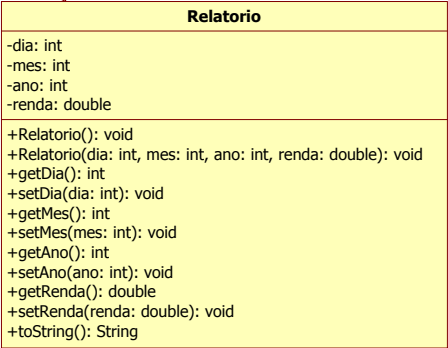 Relatorio
-dia: int
-mes: int
-ano: int
-renda: double
+Relatorio(): void
+Relatorio(dia: int, mes: int, ano: int, renda: double): void
+getDia(): int
+setDia(dia: int): void
+getMes(): int
+setMes(mes: int): void
+getAno(): int
+setAno(ano: int): void
+getRenda(): double
+setRenda(renda: double): void
+toString(): String